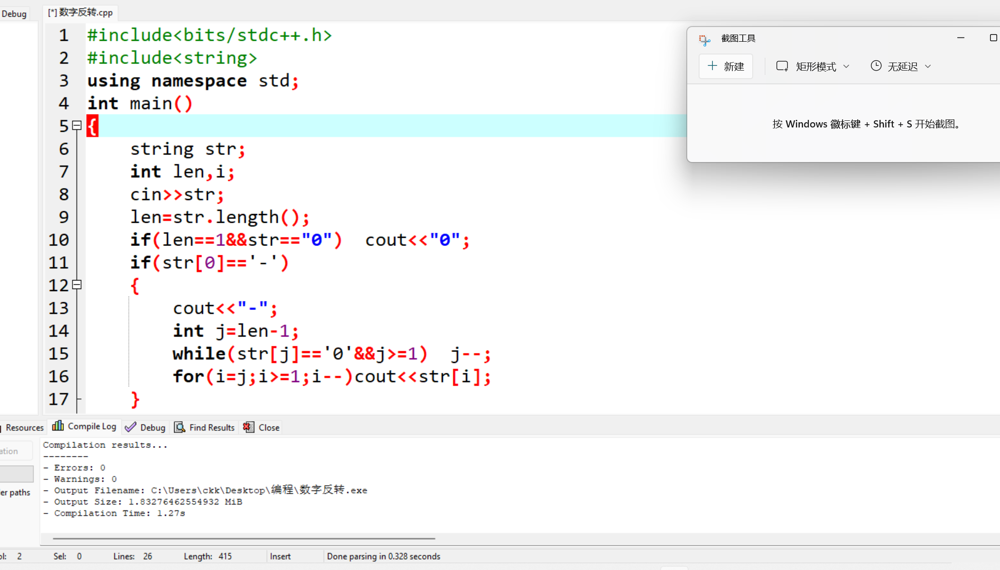 Debug
[*] 数字反转.cpp
1 #include<bits/stdc++.h>
2 #include<string>
3 using namespace std;
4 int main()
5 {
6 string str;
7 int len,i;
8 cin>>str;
9 len=str.length();
10 if(len==1&&str=="0")  cout<<"0";
11 if(str[0]=='-')
12 {
13 cout<<"-";
14 int j=len-1;
15 while(str[j]=='0'&&j>=1)  j--;
16 for(i=j;i>=1;i--)cout<<str[i];
17 }
截图工具
新建 矩形模式 无延迟
按 Windows 徽标键 + Shift + S 开始截图。
Resources Compile Log Debug Find Results Close
ation
er paths
Compilation results...
--------
- Errors: 0
- Warnings: 0
- Output Filename: C:\Users\ckk\Desktop\编程\数字反转.exe
- Output Size: 1.83276462554932 MiB
- Compilation Time: 1.27s
ol: 2 Sel: 0 Lines: 26 Length: 415 Insert Done parsing in 0.328 seconds